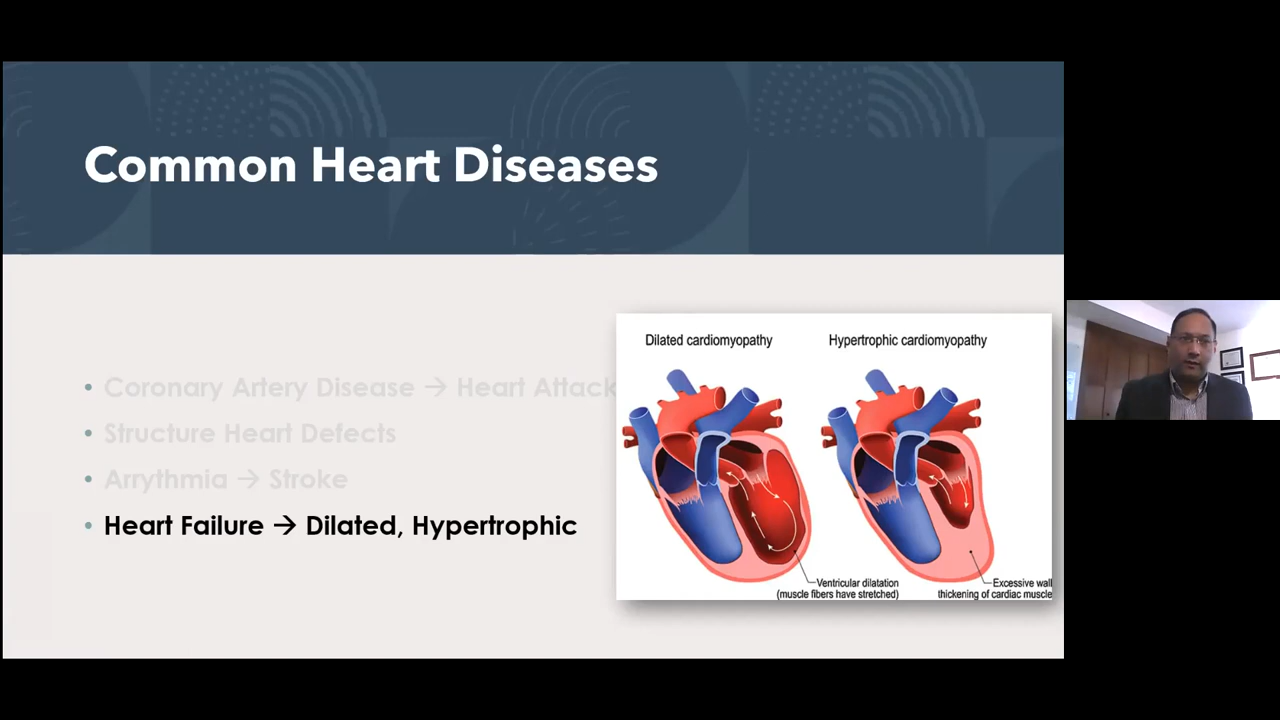 Common Heart Diseases
• Coronary Artery Disease → Heart Attack
• Structure Heart Defects
• Arrythmia → Stroke
• Heart Failure → Dilated, Hypertrophic
Dilated cardiomyopathy
Hypertrophic cardiomyopathy
Ventricular dilatation
(muscle fibers have stretched)
Excessive wall
thickening of cardiac muscle